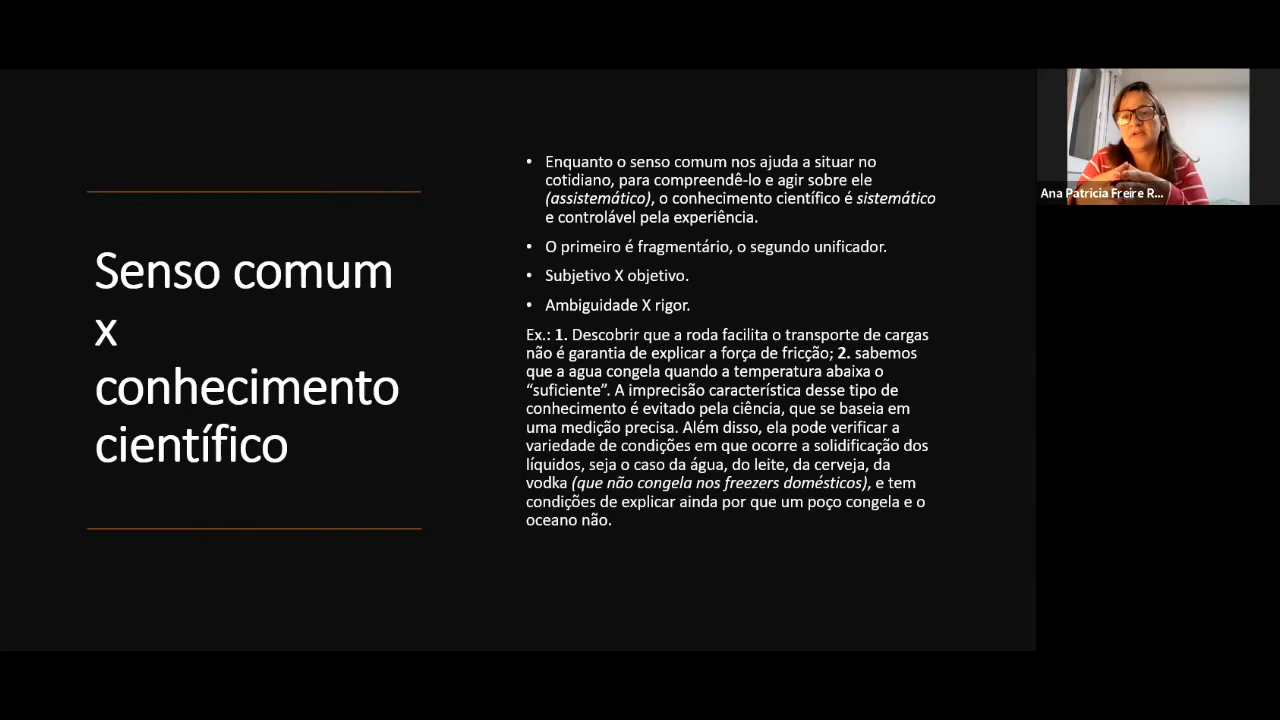 Senso comum
x
conhecimento
científico
• Enquanto o senso comum nos ajuda a situar no
cotidiano, para compreendê-lo e agir sobre ele
(assistemático), o conhecimento científico é sistemático
e controlável pela experiência.
• O primeiro é fragmentário, o segundo unificador.
• Subjetivo X objetivo.
• Ambiguidade X rigor.
Ex.: 1. Descobrir que a roda facilita o transporte de cargas
não é garantia de explicar a força de fricção; 2. sabemos
que a agua congela quando a temperatura abaixa o
“suficiente”. A imprecisão característica desse tipo de
conhecimento é evitado pela ciência, que se baseia em
uma medição precisa. Além disso, ela pode verificar a
variedade de condições em que ocorre a solidificação dos
líquidos, seja o caso da água, do leite, da cerveja, da
vodka (que não congela nos freezers domésticos), e tem
condições de explicar ainda por que um poço congela e o
oceano não.
Ana Patricia Freire R...